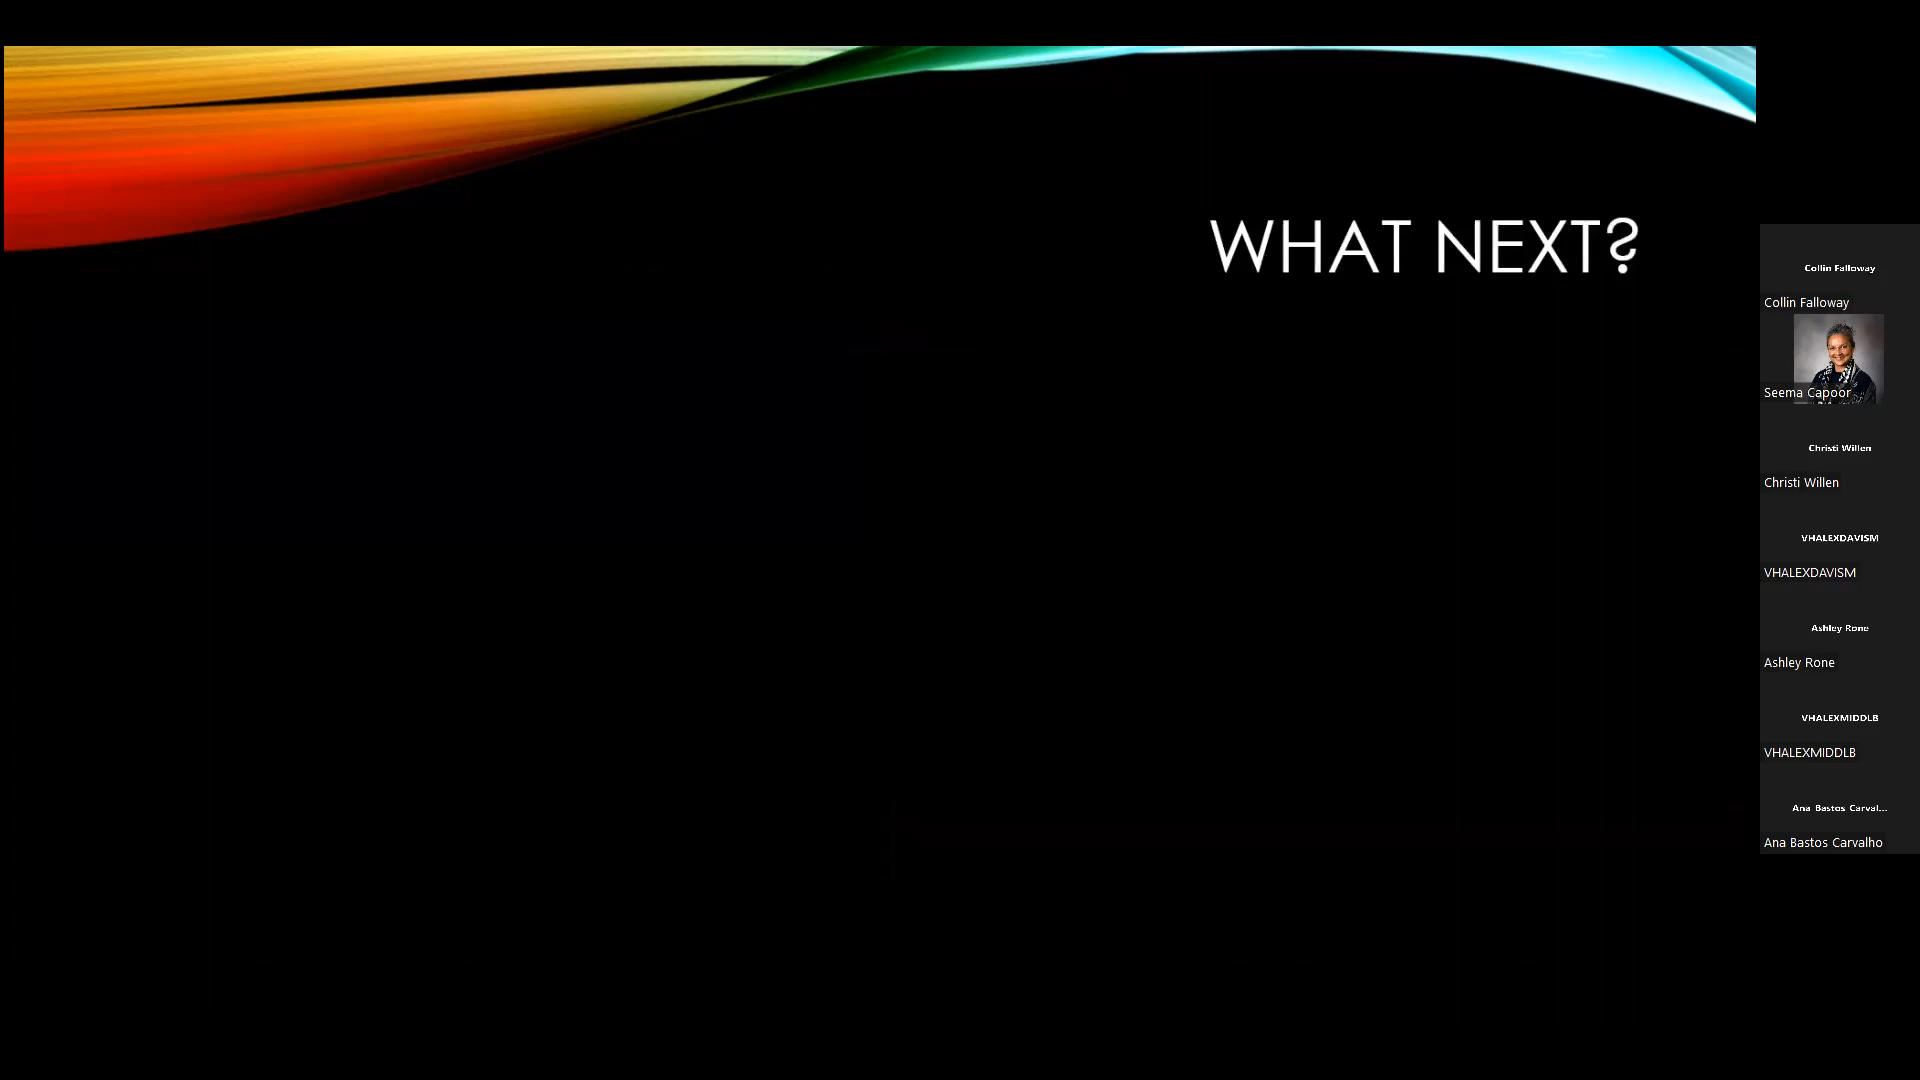 WHAT NEXT?
Collin Falloway
Collin Falloway
Seema Capoor
Christi Willen
Christi Willen
VHALEXDAVISM
VHALEXDAVISM
Ashley Rone
Ashley Rone
VHALEXMIDDLB
VHALEXMIDDLB
Ana Bastos Carval...
Ana Bastos Carvalho